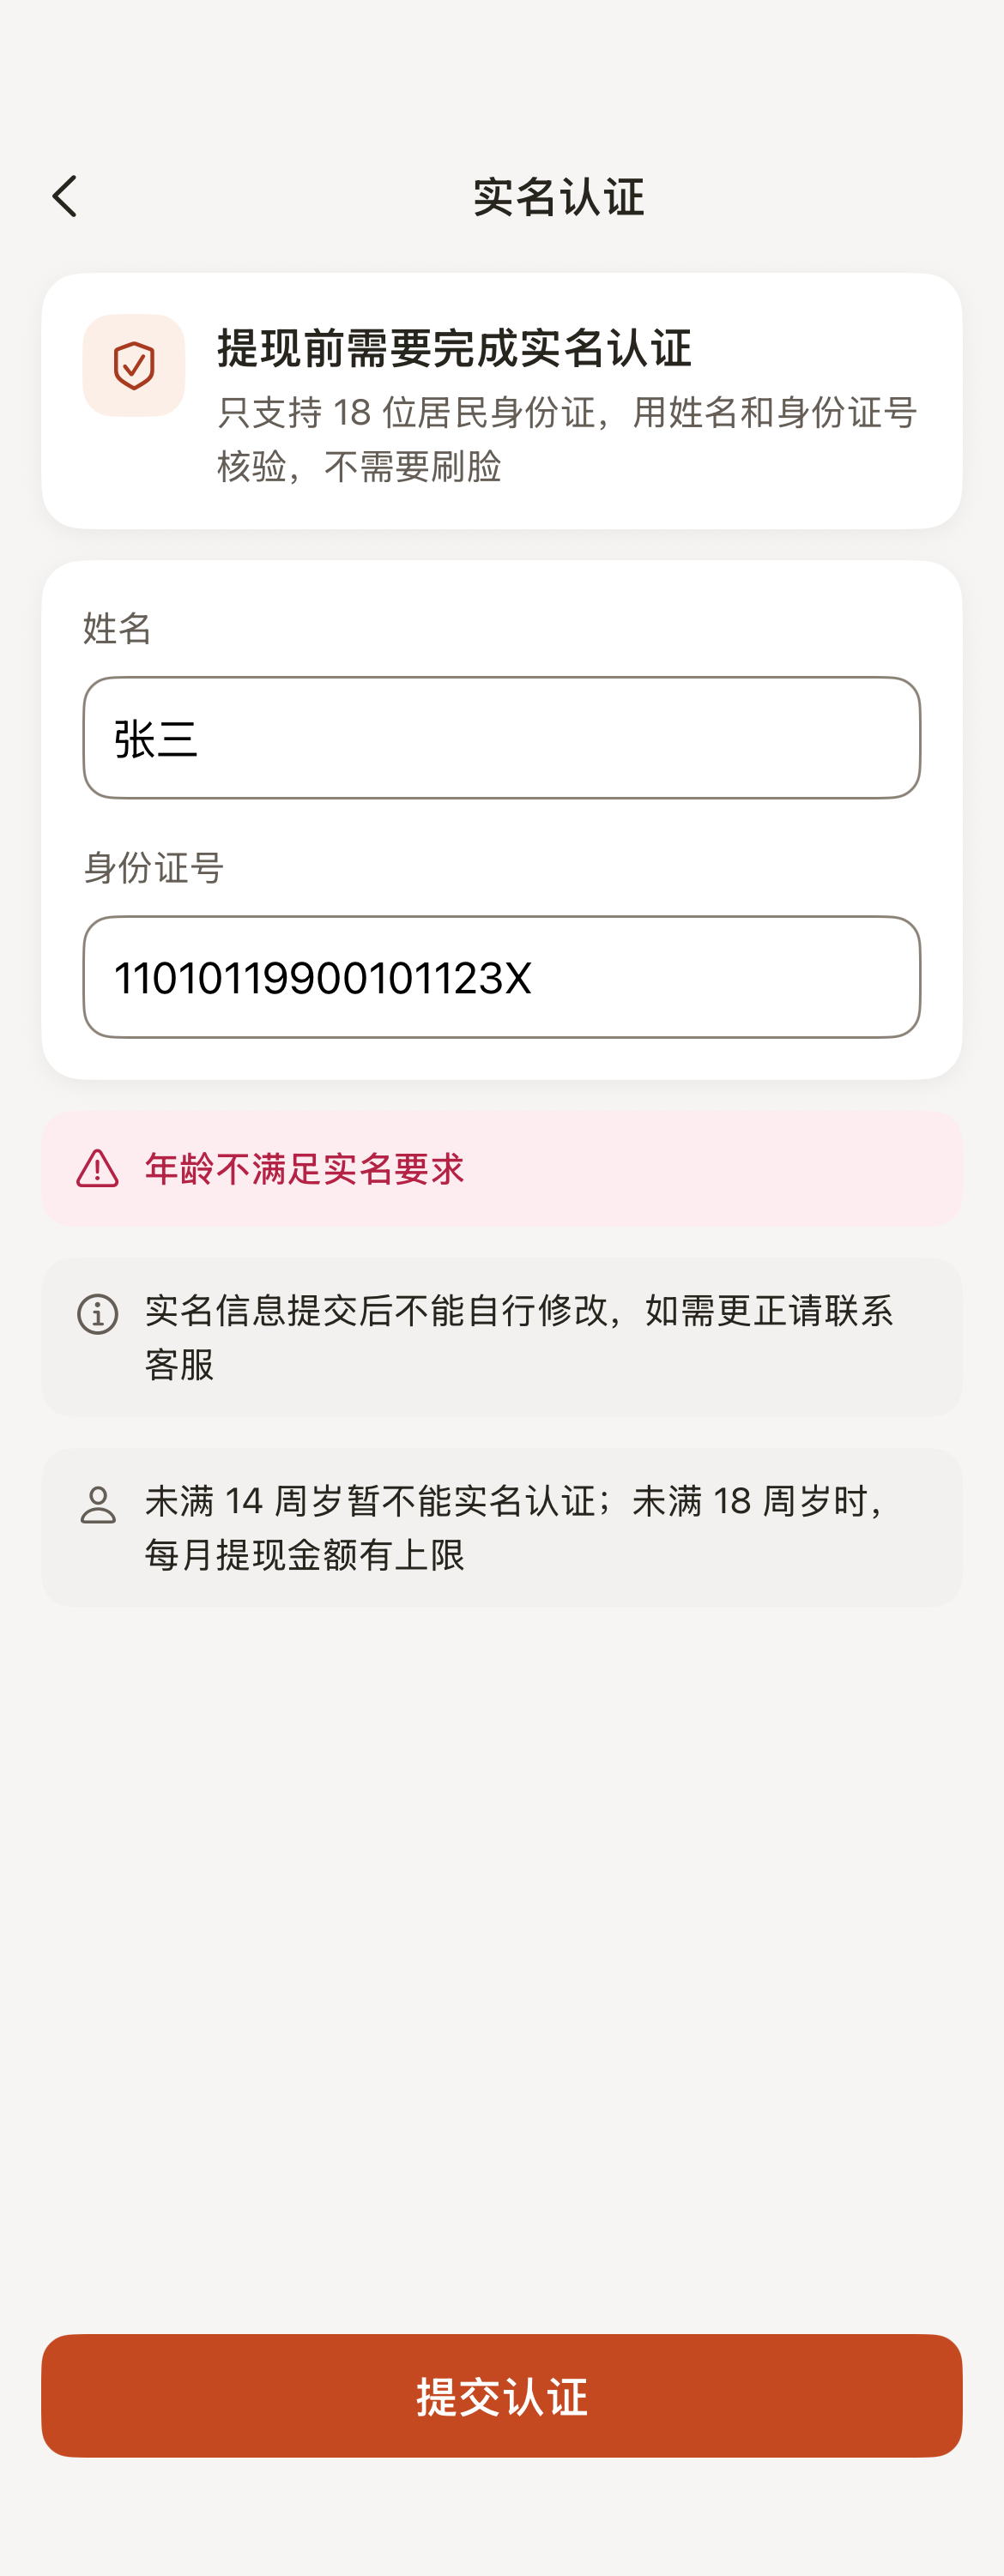 实名认证
提现前需要完成实名认证
只支持 18 位居民身份证，用姓名和身份证号
核验，不需要刷脸
姓名
张三
身份证号
11010119900101123X
年龄不满足实名要求
实名信息提交后不能自行修改，如需更正请联系
客服
未满 14 周岁暂不能实名认证；未满 18 周岁时，
每月提现金额有上限
提交认证